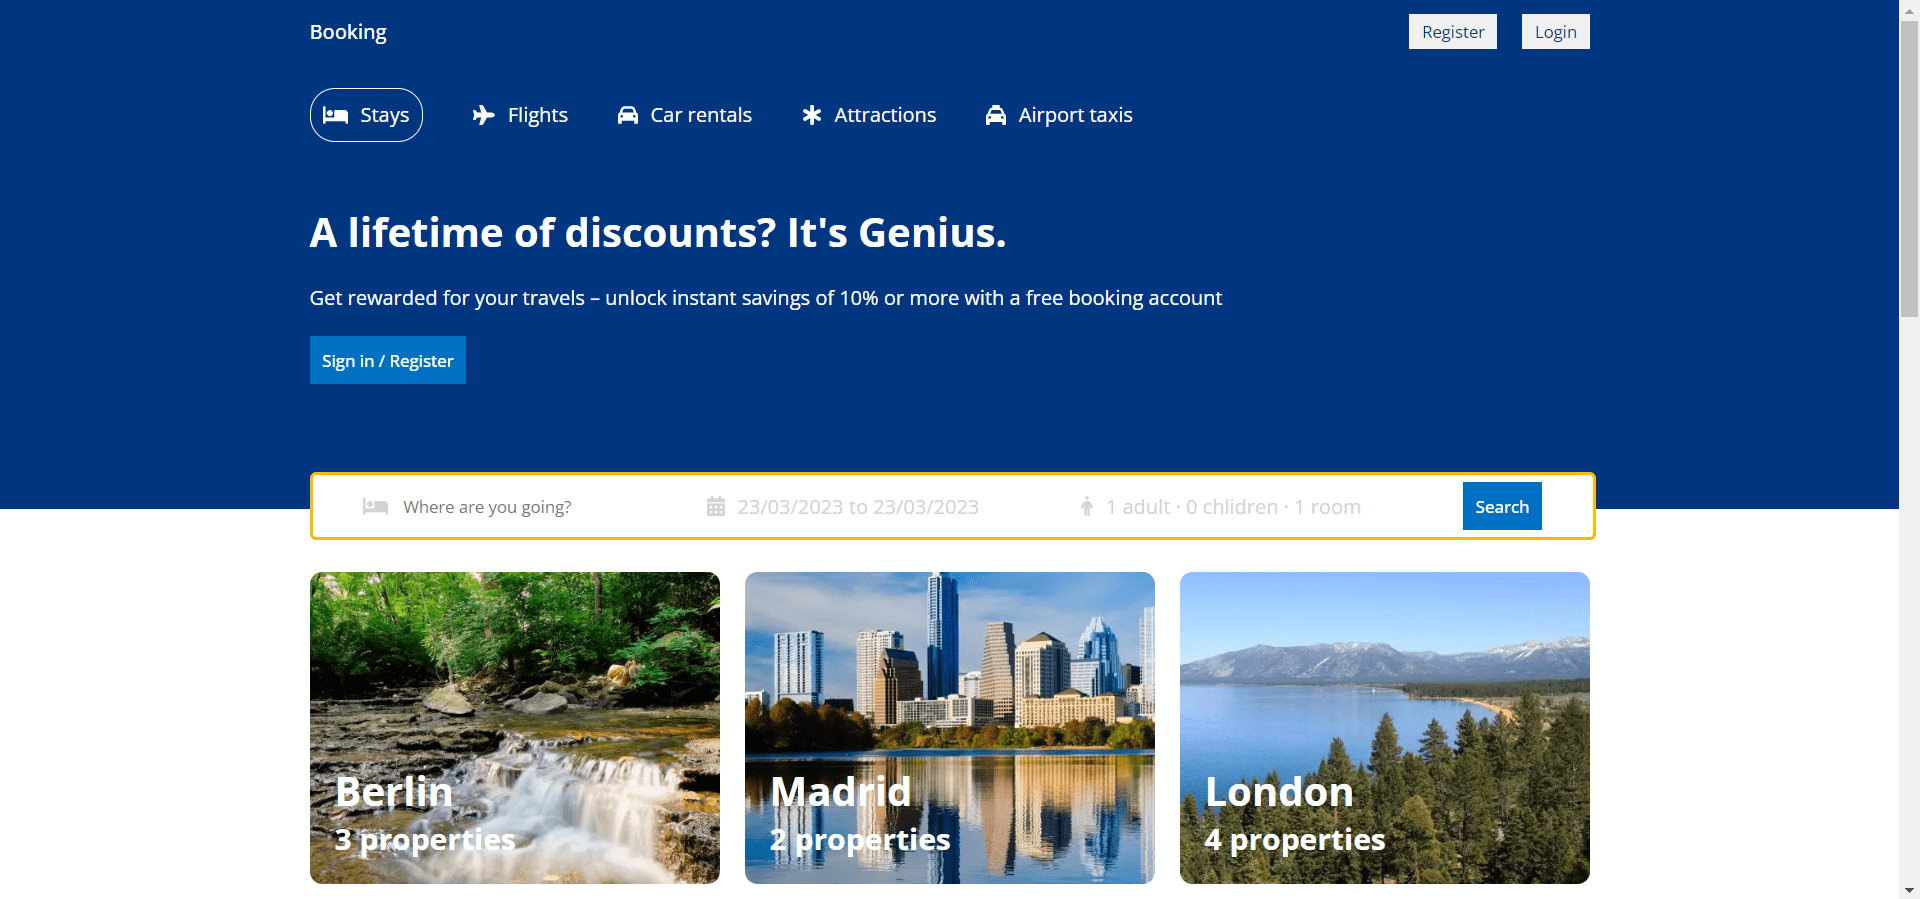 Booking
Register
Login
Stays
Flights
Car rentals
Attractions
Airport taxis
A lifetime of discounts? It's Genius.
Get rewarded for your travels – unlock instant savings of 10% or more with a free booking account
Sign in / Register
Where are you going?
23/03/2023 to 23/03/2023
1 adult · 0 chlidren · 1 room
Search
Berlin
3 properties
Madrid
2 properties
London
4 properties